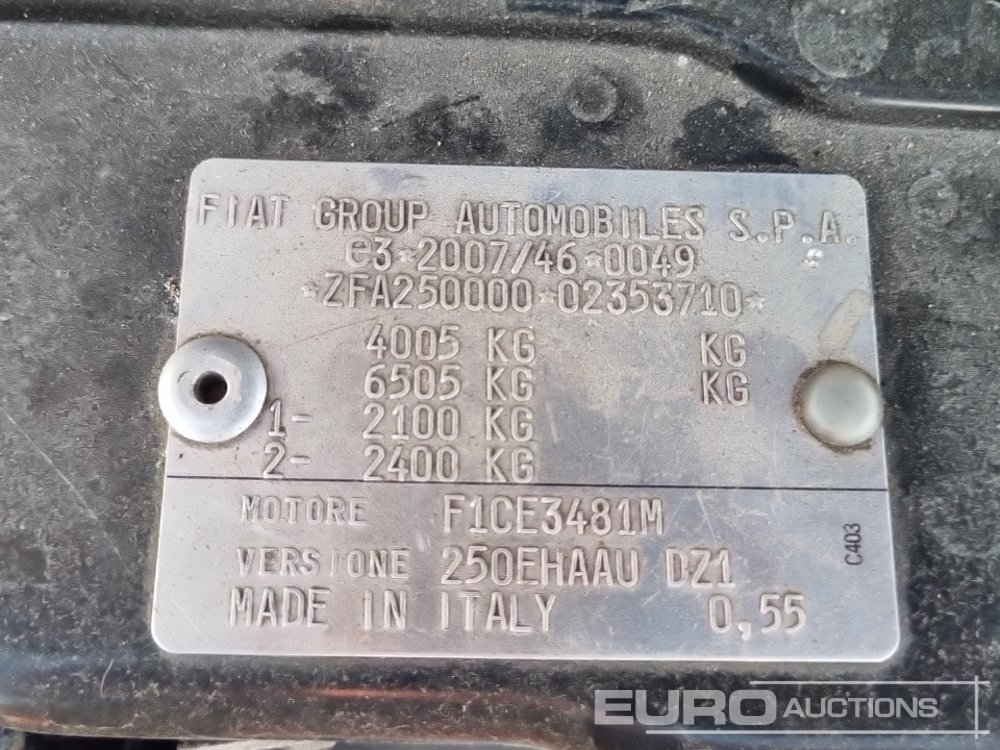 FIAT GROUP AUTOMOBILES S.P.A.
e3*2007/46*0049
*ZFA250000*02353710*
4005 KG KG
6505 KG KG
1- 2100 KG
2- 2400 KG
MOTORE F1CE3481M
VERSIONE 250EHAAU DZ1
MADE IN ITALY 0,55
C403
EURO AUCTIONS